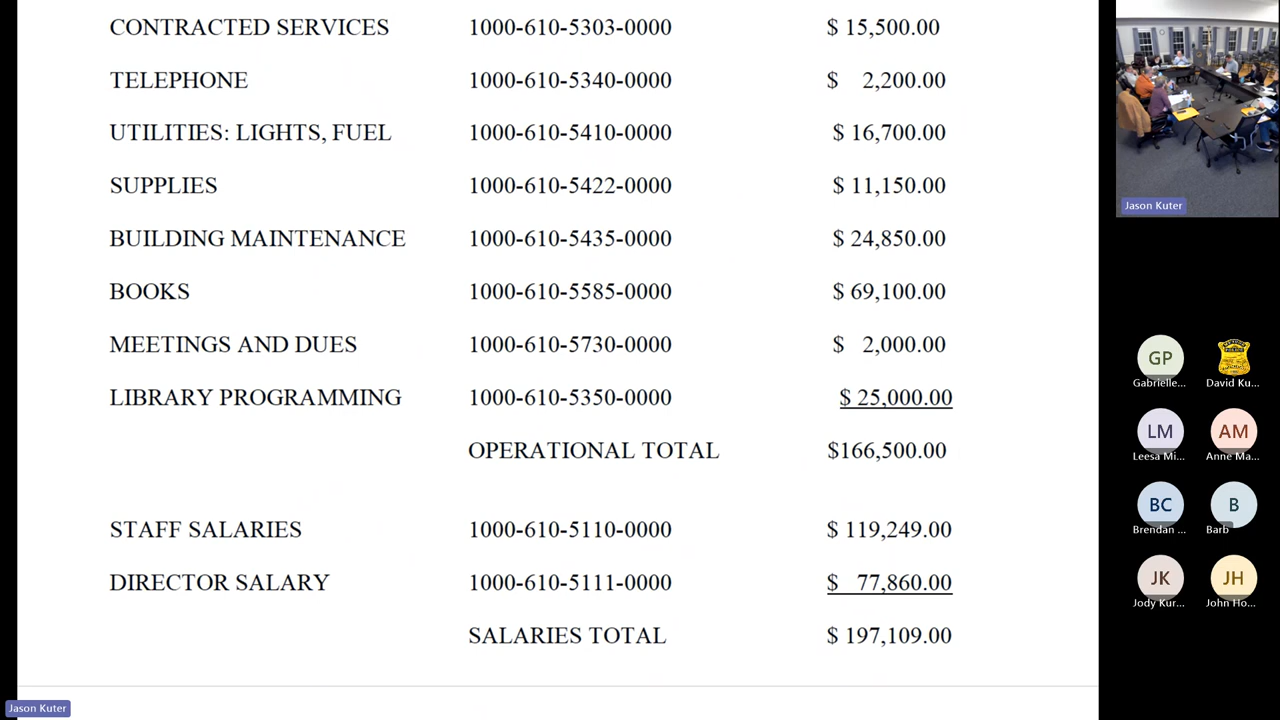 CONTRACTED SERVICES 1000-610-5303-0000 $ 15,500.00
TELEPHONE 1000-610-5340-0000 $ 2,200.00
UTILITIES: LIGHTS, FUEL 1000-610-5410-0000 $ 16,700.00
SUPPLIES 1000-610-5422-0000 $ 11,150.00
BUILDING MAINTENANCE 1000-610-5435-0000 $ 24,850.00
BOOKS 1000-610-5585-0000 $ 69,100.00
MEETINGS AND DUES 1000-610-5730-0000 $ 2,000.00
LIBRARY PROGRAMMING 1000-610-5350-0000 $ 25,000.00
OPERATIONAL TOTAL $166,500.00
STAFF SALARIES 1000-610-5110-0000 $ 119,249.00
DIRECTOR SALARY 1000-610-5111-0000 $ 77,860.00
SALARIES TOTAL $ 197,109.00
Jason Kuter
Jason Kuter
GP
Gabrielle...
David Ku...
LM
Leesa Mi...
AM
Anne Ma...
BC
Brendan ...
B
Barb
JK
Jody Kur...
JH
John Ho...